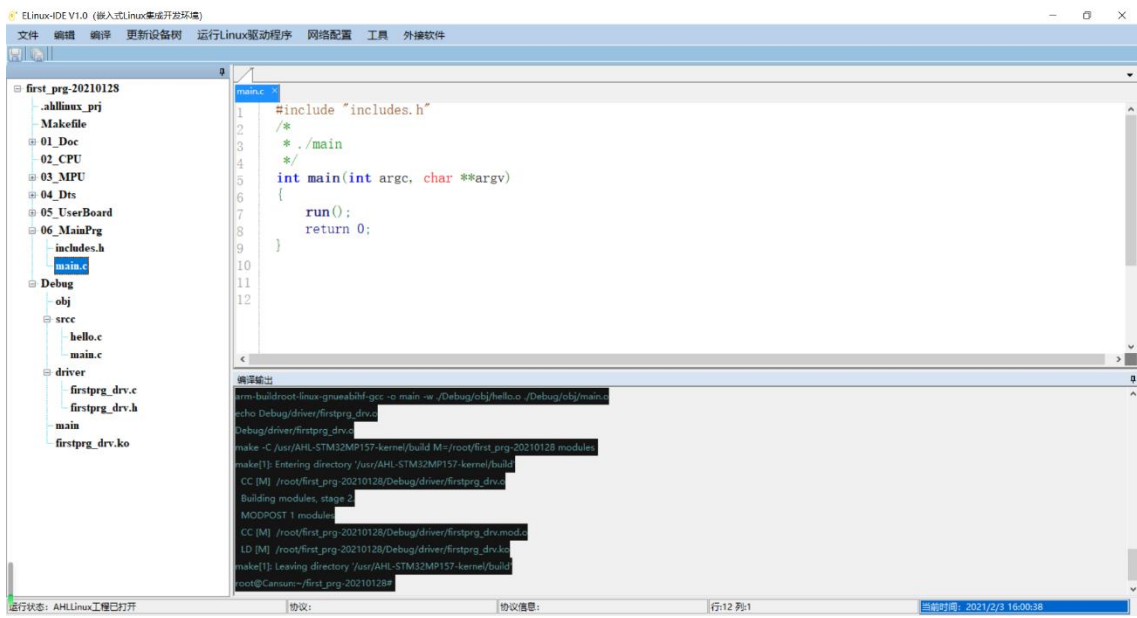 ELinux-IDE V1.0 (嵌入式Linux集成开发环境)
文件 编辑 编译 更新设备树 运行Linux驱动程序 网络配置 工具 外接软件
first_prg-20210128
.ahllinux_prj
Makefile
01_Doc
02_CPU
03_MPU
04_Dts
05_UserBoard
06_MainPrg
includes.h
main.c
Debug
obj
srcc
hello.c
main.c
driver
firstprg_drv.c
firstprg_drv.h
main
firstprg_drv.ko
main.c ×
1 #include "includes.h"
2 /*
3 * ./main
4 */
5 int main(int argc, char **argv)
6 {
7 run();
8 return 0;
9 }
10
11
12
编译输出
arm-buildroot-linux-gnueabihf-gcc -o main -w ./Debug/obj/hello.o ./Debug/obj/main.o
echo Debug/driver/firstprg_drv.o
Debug/driver/firstprg_drv.o
make -C /usr/AHL-STM32MP157-kernel/build M=/root/first_prg-20210128 modules
make[1]: Entering directory '/usr/AHL-STM32MP157-kernel/build'
CC [M] /root/first_prg-20210128/Debug/driver/firstprg_drv.o
Building modules, stage 2.
MODPOST 1 modules
CC [M] /root/first_prg-20210128/Debug/driver/firstprg_drv.mod.o
LD [M] /root/first_prg-20210128/Debug/driver/firstprg_drv.ko
make[1]: Leaving directory '/usr/AHL-STM32MP157-kernel/build'
root@Cansun:~/first_prg-20210128#
运行状态: AHLLinux工程已打开 协议: 协议信息: 行:12 列:1 当前时间: 2021/2/3 16:00:38